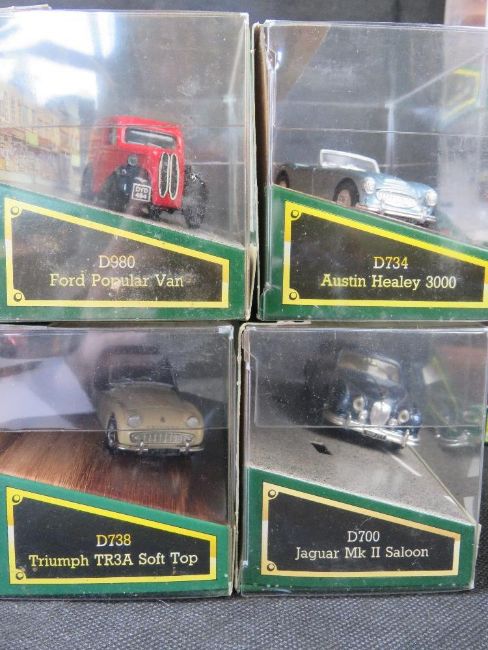 D980
Ford Popular Van
D734
Austin Healey 3000
D738
Triumph TR3A Soft Top
D700
Jaguar Mk II Saloon